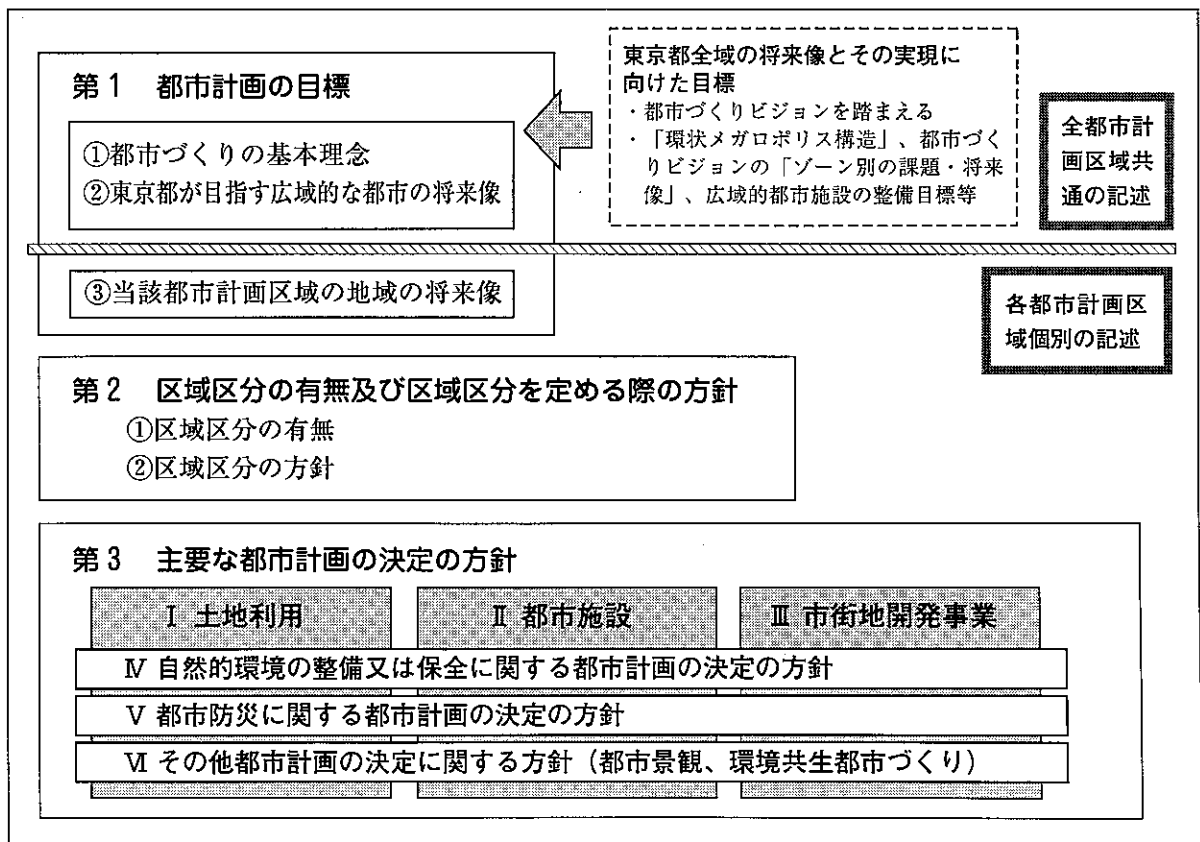 第1 都市計画の目標
①都市づくりの基本理念
②東京都が目指す広域的な都市の将来像
東京都全域の将来像とその実現に
向けた目標
・都市づくりビジョンを踏まえる
・「環状メガロポリス構造」、都市づく
りビジョンの「ゾーン別の課題・将来
像」、広域的都市施設の整備目標等
全都市計
画区域共
通の記述
③当該都市計画区域の地域の将来像
各都市計画区
域個別の記述
第2 区域区分の有無及び区域区分を定める際の方針
①区域区分の有無
②区域区分の方針
第3 主要な都市計画の決定の方針
Ⅰ 土地利用
Ⅱ 都市施設
Ⅲ 市街地開発事業
Ⅳ 自然的環境の整備又は保全に関する都市計画の決定の方針
Ⅴ 都市防災に関する都市計画の決定の方針
Ⅵ その他都市計画の決定に関する方針（都市景観、環境共生都市づくり）